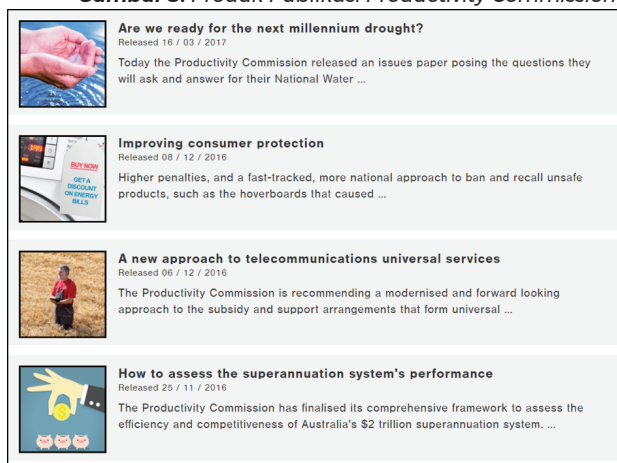 Gambar 3. Produk Publikasi Productivity Commission
Are we ready for the next millennium drought?
Released 16 / 03 / 2017
Today the Productivity Commission released an issues paper posing the questions they
will ask and answer for their National Water ...
Improving consumer protection
Released 08 / 12 / 2016
BUY NOW
GET A
DISCOUNT
ON ENERGY
BILLS
Higher penalties, and a fast-tracked, more national approach to ban and recall unsafe
products, such as the hoverboards that caused ...
A new approach to telecommunications universal services
Released 06 / 12 / 2016
The Productivity Commission is recommending a modernised and forward looking
approach to the subsidy and support arrangements that form universal ...
How to assess the superannuation system's performance
Released 25 / 11 / 2016
$
The Productivity Commission has finalised its comprehensive framework to assess the
efficiency and competitiveness of Australia's $2 trillion superannuation system. ...